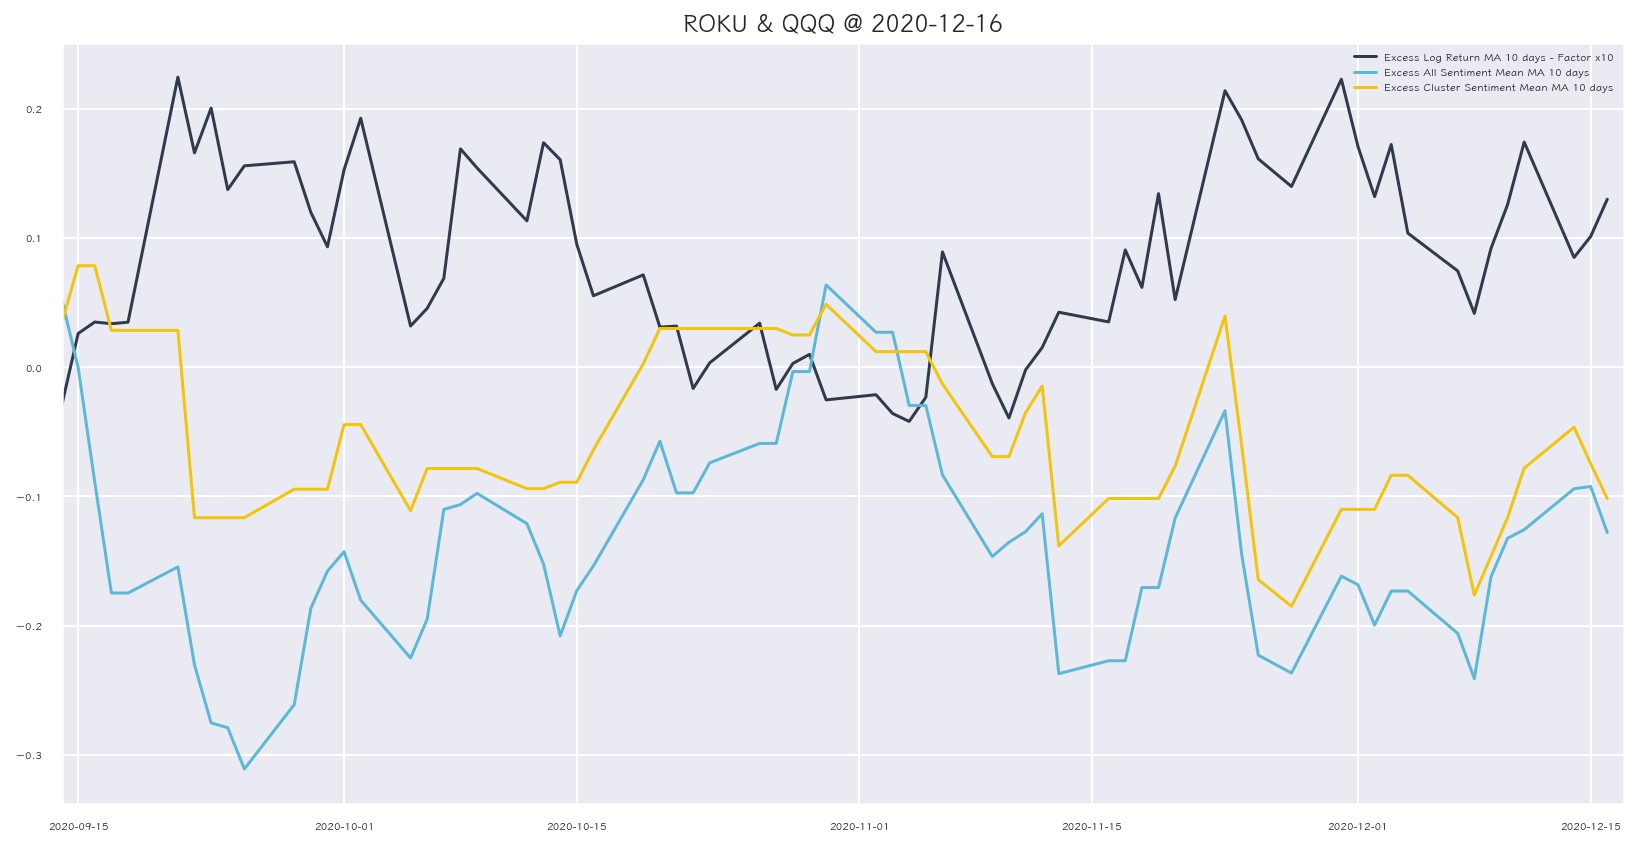 ROKU & QQQ @ 2020-12-16
Excess Log Return MA 10 days - Factor x10
Excess All Sentiment Mean MA 10 days
Excess Cluster Sentiment Mean MA 10 days
0.2
0.1
0.0
−0.1
−0.2
−0.3
2020-09-15 2020-10-01 2020-10-15 2020-11-01 2020-11-15 2020-12-01 2020-12-15